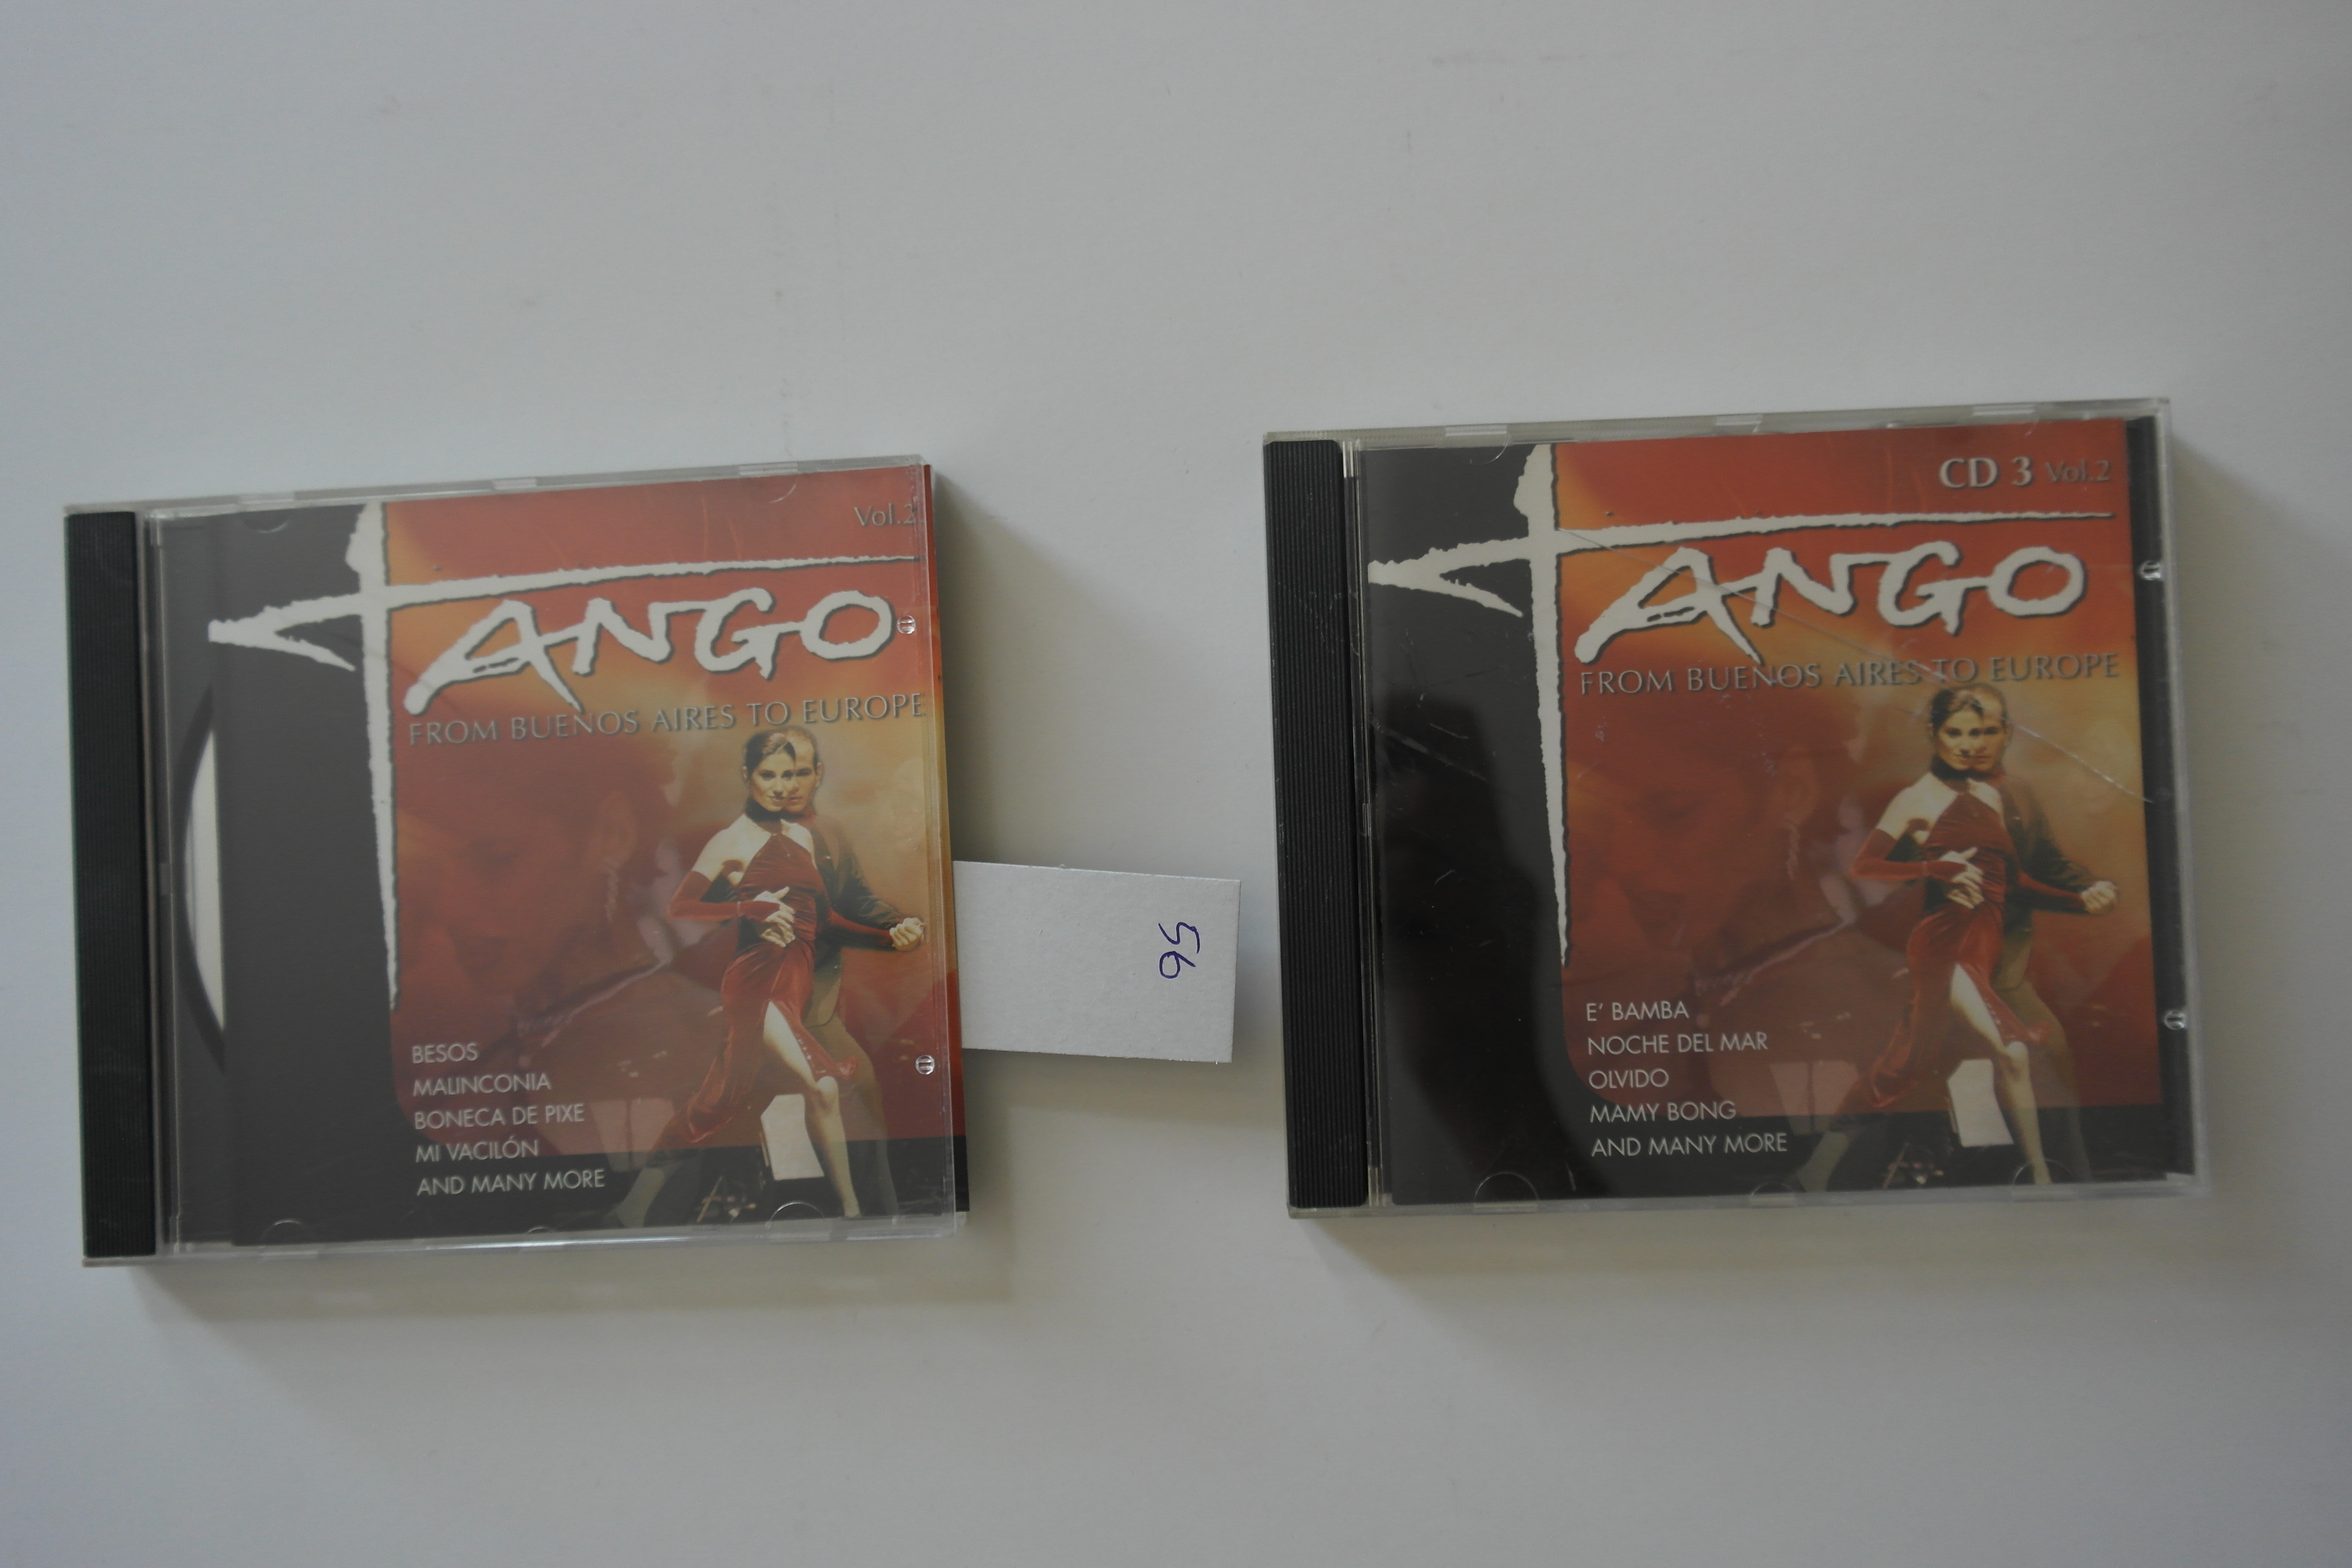 Vol.2
TANGO
FROM BUENOS AIRES TO EUROPE
BESOS
MALINCONIA
BONECA DE PIXE
MI VACILÓN
AND MANY MORE
56
CD 3 Vol.2
TANGO
FROM BUENOS AIRES TO EUROPE
E' BAMBA
NOCHE DEL MAR
OLVIDO
MAMY BONG
AND MANY MORE